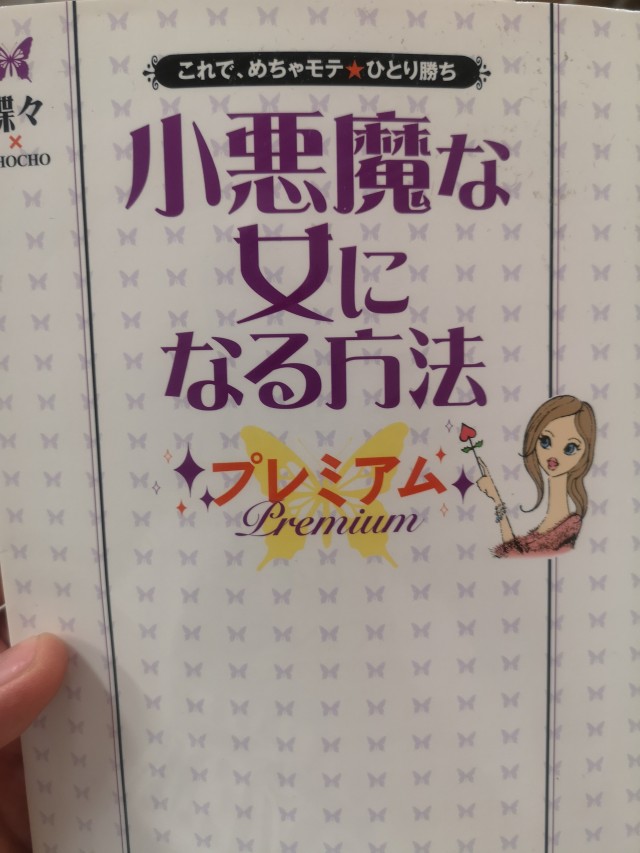 これで、めちゃモテ★ひとり勝ち
蝶々
×
小悪魔な
女に
なる方法
プレミアム
Premium